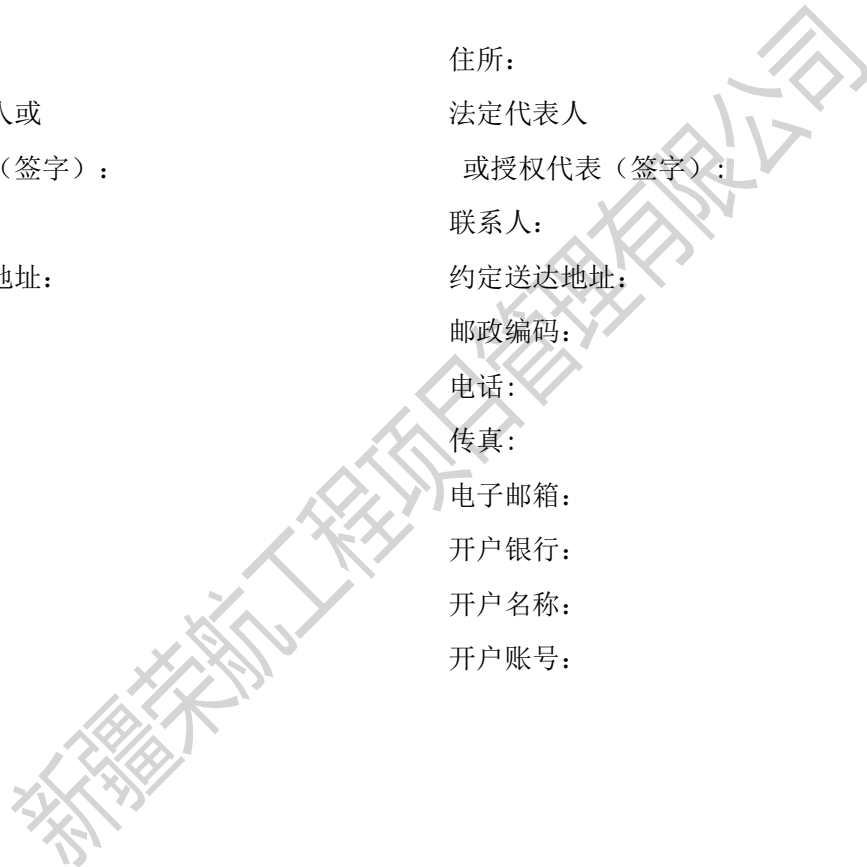 住所：
人或
法定代表人
（签字）：
或授权代表（签字）:
联系人：
地址：
约定送达地址：
邮政编码：
电话:
传真:
电子邮箱：
开户银行：
开户名称：
开户账号：
新疆荣航工程项目管理有限公司